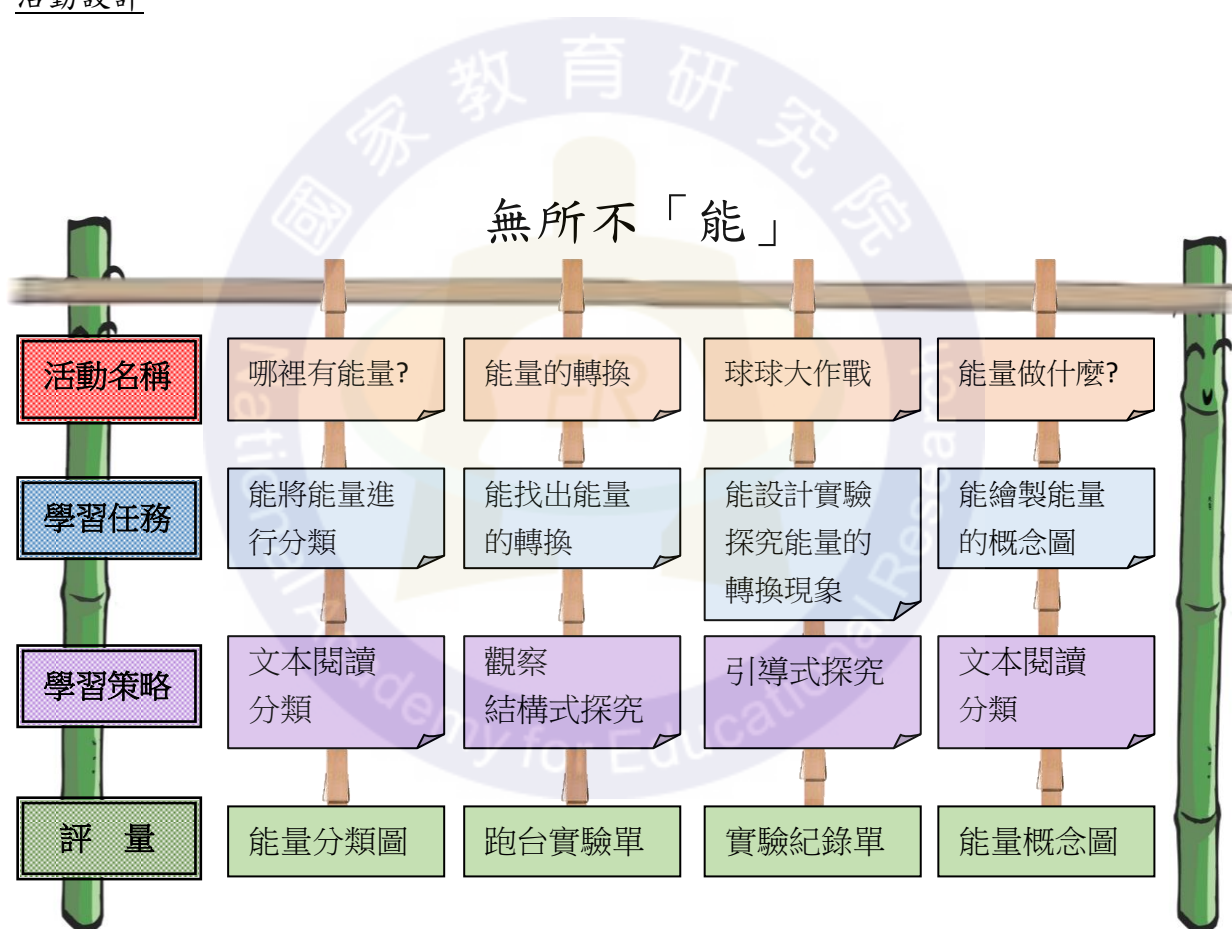 活動設計
國家教育研究院
National Academy for Educational Research
無所不「能」
活動名稱
哪裡有能量?
能量的轉換
球球大作戰
能量做什麼?
學習任務
能將能量進
行分類
能找出能量
的轉換
能設計實驗
探究能量的
轉換現象
能繪製能量
的概念圖
學習策略
文本閱讀
分類
觀察
結構式探究
引導式探究
文本閱讀
分類
評 量
能量分類圖
跑台實驗單
實驗紀錄單
能量概念圖